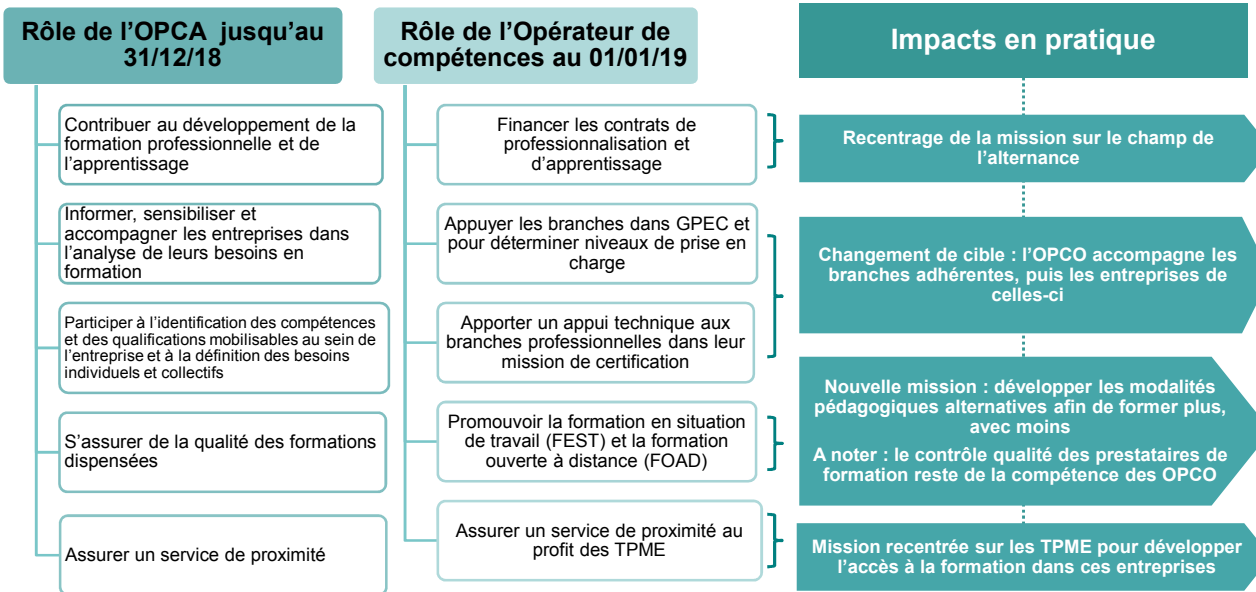 Rôle de l'OPCA jusqu'au
31/12/18
Contribuer au développement de la
formation professionnelle et de
l'apprentissage
Informer, sensibiliser et
accompagner les entreprises dans
l'analyse de leurs besoins en
formation
Participer à l'identification des compétences
et des qualifications mobilisables au sein de
l'entreprise et à la définition des besoins
individuels et collectifs
S'assurer de la qualité des formations
dispensées
Assurer un service de proximité
Rôle de l'Opérateur de
compétences au 01/01/19
Financer les contrats de
professionnalisation et
d'apprentissage
Appuyer les branches dans GPEC et
pour déterminer niveaux de prise en
charge
Apporter un appui technique aux
branches professionnelles dans leur
mission de certification
Promouvoir la formation en situation
de travail (FEST) et la formation
ouverte à distance (FOAD)
Assurer un service de proximité au
profit des TPME
Impacts en pratique
Recentrage de la mission sur le champ de
l'alternance
Changement de cible : l'OPCO accompagne les
branches adhérentes, puis les entreprises de
celles-ci
Nouvelle mission : développer les modalités
pédagogiques alternatives afin de former plus,
avec moins
A noter : le contrôle qualité des prestataires de
formation reste de la compétence des OPCO
Mission recentrée sur les TPME pour développer
l'accès à la formation dans ces entreprises